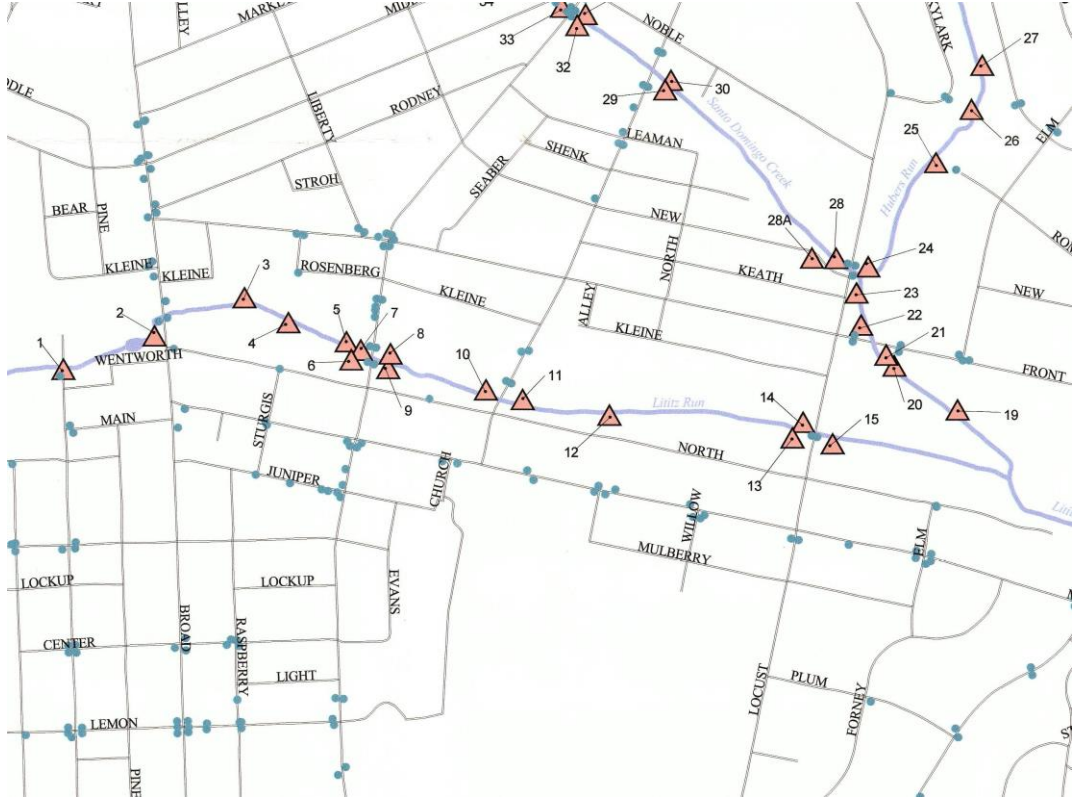 MARKET
NOBLE
33
32
27
RODNEY
LIBERTY
30
29
26
ELM
LEAMAN
Santo Domingo Creek
25
SHENK
SEABER
STROH
Hubers Run
BEAR
PINE
NEW
28A
28
24
NORTH
KEATH
KLEINE
KLEINE
ROSENBERG
3
KLEINE
23
NEW
ALLEY
22
2
4
5
7
8
KLEINE
21
WENTWORTH
1
6
10
11
FRONT
9
20
Lititz Run
14
15
19
MAIN
STURGIS
12
NORTH
13
JUNIPER
CHURCH
WILLOW
ELM
MULBERRY
LOCKUP
LOCKUP
EVANS
BROAD
RASPBERRY
CENTER
LIGHT
PLUM
LOCUST
FORNEY
LEMON
PINE